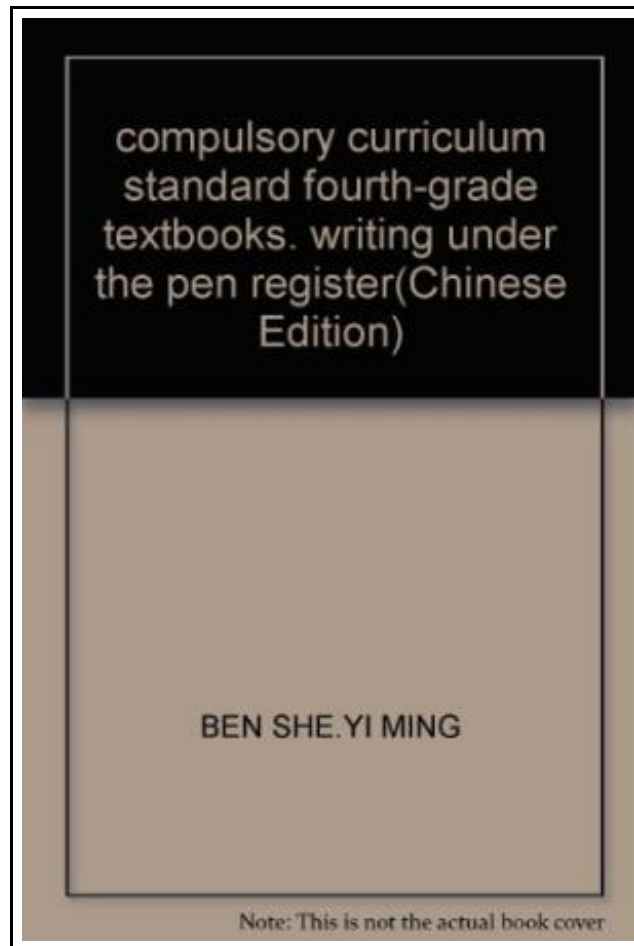 compulsory curriculum
standard fourth-grade
textbooks. writing under
the pen register(Chinese
Edition)
BEN SHE.YI MING
Note: This is not the actual book cover